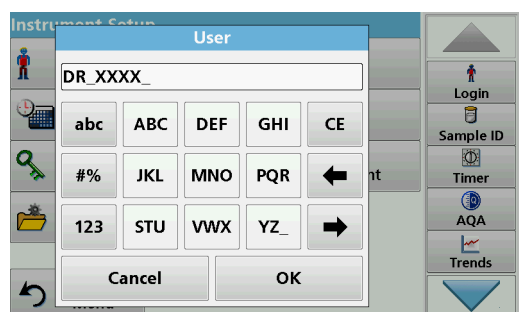 Instrument Setup
User
DR_XXXX_
abc ABC DEF GHI CE
#% JKL MNO PQR
123 STU VWX YZ_
Cancel OK
nt
Menu
Login
Sample ID
Timer
AQA
Trends